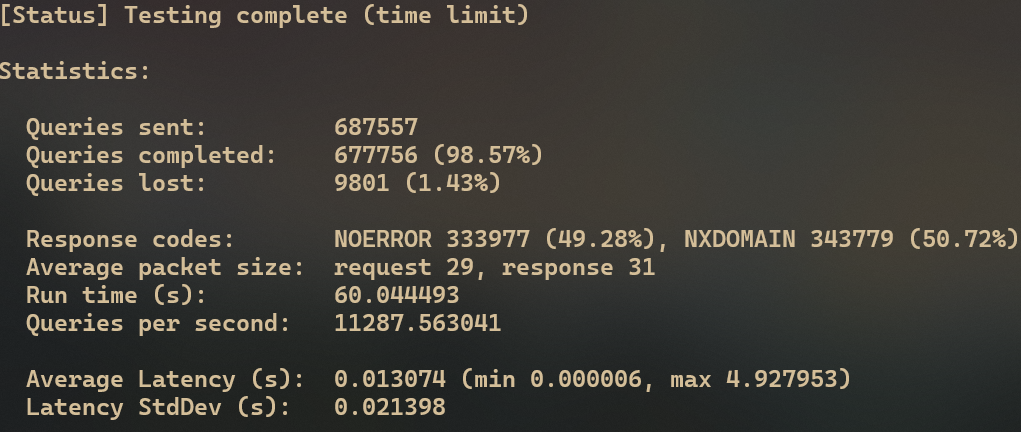 [Status] Testing complete (time limit)
Statistics:
Queries sent: 687557
Queries completed: 677756 (98.57%)
Queries lost: 9801 (1.43%)
Response codes: NOERROR 333977 (49.28%), NXDOMAIN 343779 (50.72%)
Average packet size: request 29, response 31
Run time (s): 60.044493
Queries per second: 11287.563041
Average Latency (s): 0.013074 (min 0.000006, max 4.927953)
Latency StdDev (s): 0.021398